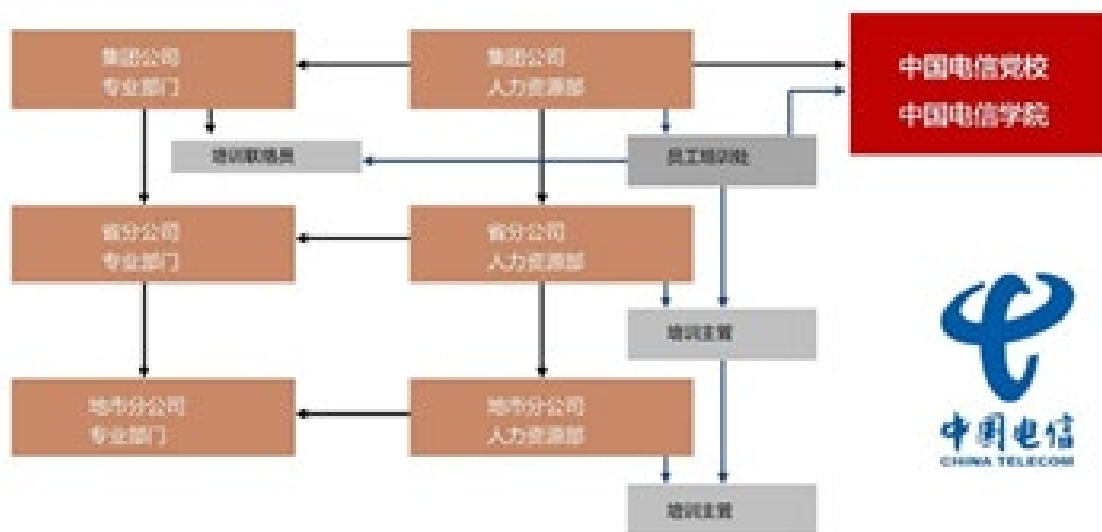 集团公司
专业部门
集团公司
人力资源部
中国电信党校
中国电信学院
培训联络员
员工培训处
省分公司
专业部门
省分公司
人力资源部
培训主管
地市分公司
专业部门
地市分公司
人力资源部
中国电信
CHINA TELECOM
培训主管